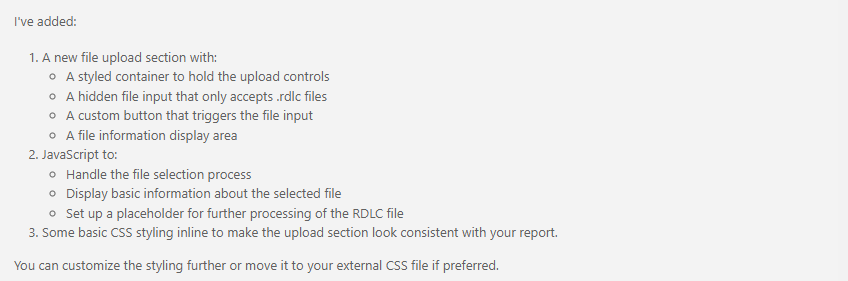 I've added:
1. A new file upload section with:
○ A styled container to hold the upload controls
○ A hidden file input that only accepts .rdlc files
○ A custom button that triggers the file input
○ A file information display area
2. JavaScript to:
○ Handle the file selection process
○ Display basic information about the selected file
○ Set up a placeholder for further processing of the RDLC file
3. Some basic CSS styling inline to make the upload section look consistent with your report.
You can customize the styling further or move it to your external CSS file if preferred.